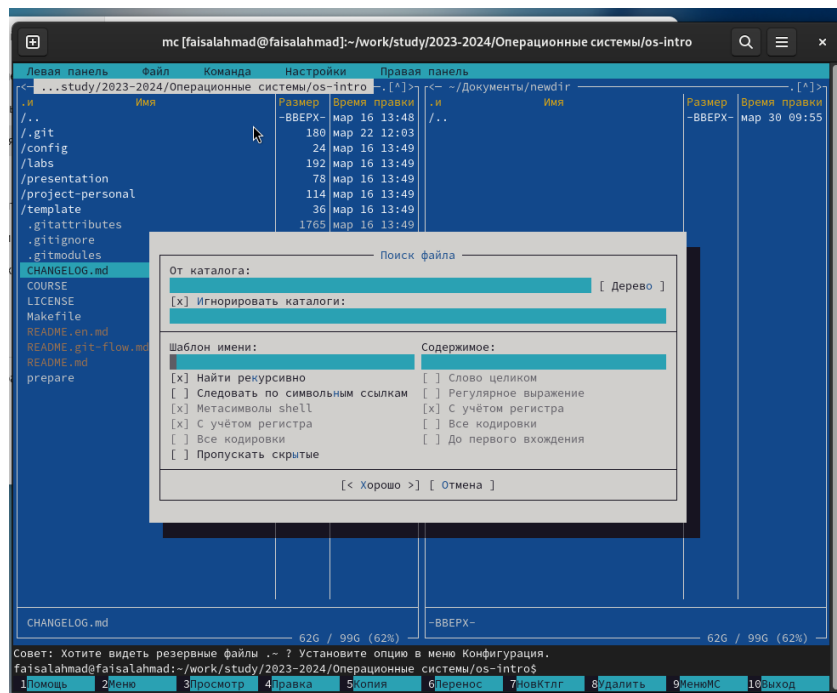 mc [faisalahmad@faisalahmad]:~/work/study/2023-2024/Операционные системы/os-intro
Левая панель Файл Команда Настройки Правая панель
<— ...study/2023-2024/Операционные системы/os-intro —.[^]>
<— ~/Документы/newdir —.[^]>
.и Имя Размер Время правки .и Имя Размер Время правки
/.. -ВВЕРХ- мар 16 13:48 /.. -ВВЕРХ- мар 30 09:55
/.git 180 мар 22 12:03
/config 24 мар 16 13:49
/labs 192 мар 16 13:49
/presentation 78 мар 16 13:49
/project-personal 114 мар 16 13:49
/template 36 мар 16 13:49
.gitattributes 1765 мар 16 13:49
.gitignore
.gitmodules
CHANGELOG.md
COURSE
LICENSE
Makefile
README.en.md
README.git-flow.md
README.md
prepare
Поиск файла
От каталога:
[ Дерево ]
[x] Игнорировать каталоги:
Шаблон имени: Содержимое:
[x] Найти рекурсивно [ ] Слово целиком
[ ] Следовать по символьным ссылкам [ ] Регулярное выражение
[x] Метасимволы shell [x] С учётом регистра
[x] С учётом регистра [ ] Все кодировки
[ ] Все кодировки [ ] До первого вхождения
[ ] Пропускать скрытые
[< Хорошо >] [ Отмена ]
CHANGELOG.md -ВВЕРХ-
62G / 99G (62%) 62G / 99G (62%)
Совет: Хотите видеть резервные файлы .~ ? Установите опцию в меню Конфигурация.
faisalahmad@faisalahmad:~/work/study/2023-2024/Операционные системы/os-intro$
1Помощь 2Меню 3Просмотр 4Правка 5Копия 6Перенос 7НовКтлг 8Удалить 9МенюМС 10Выход